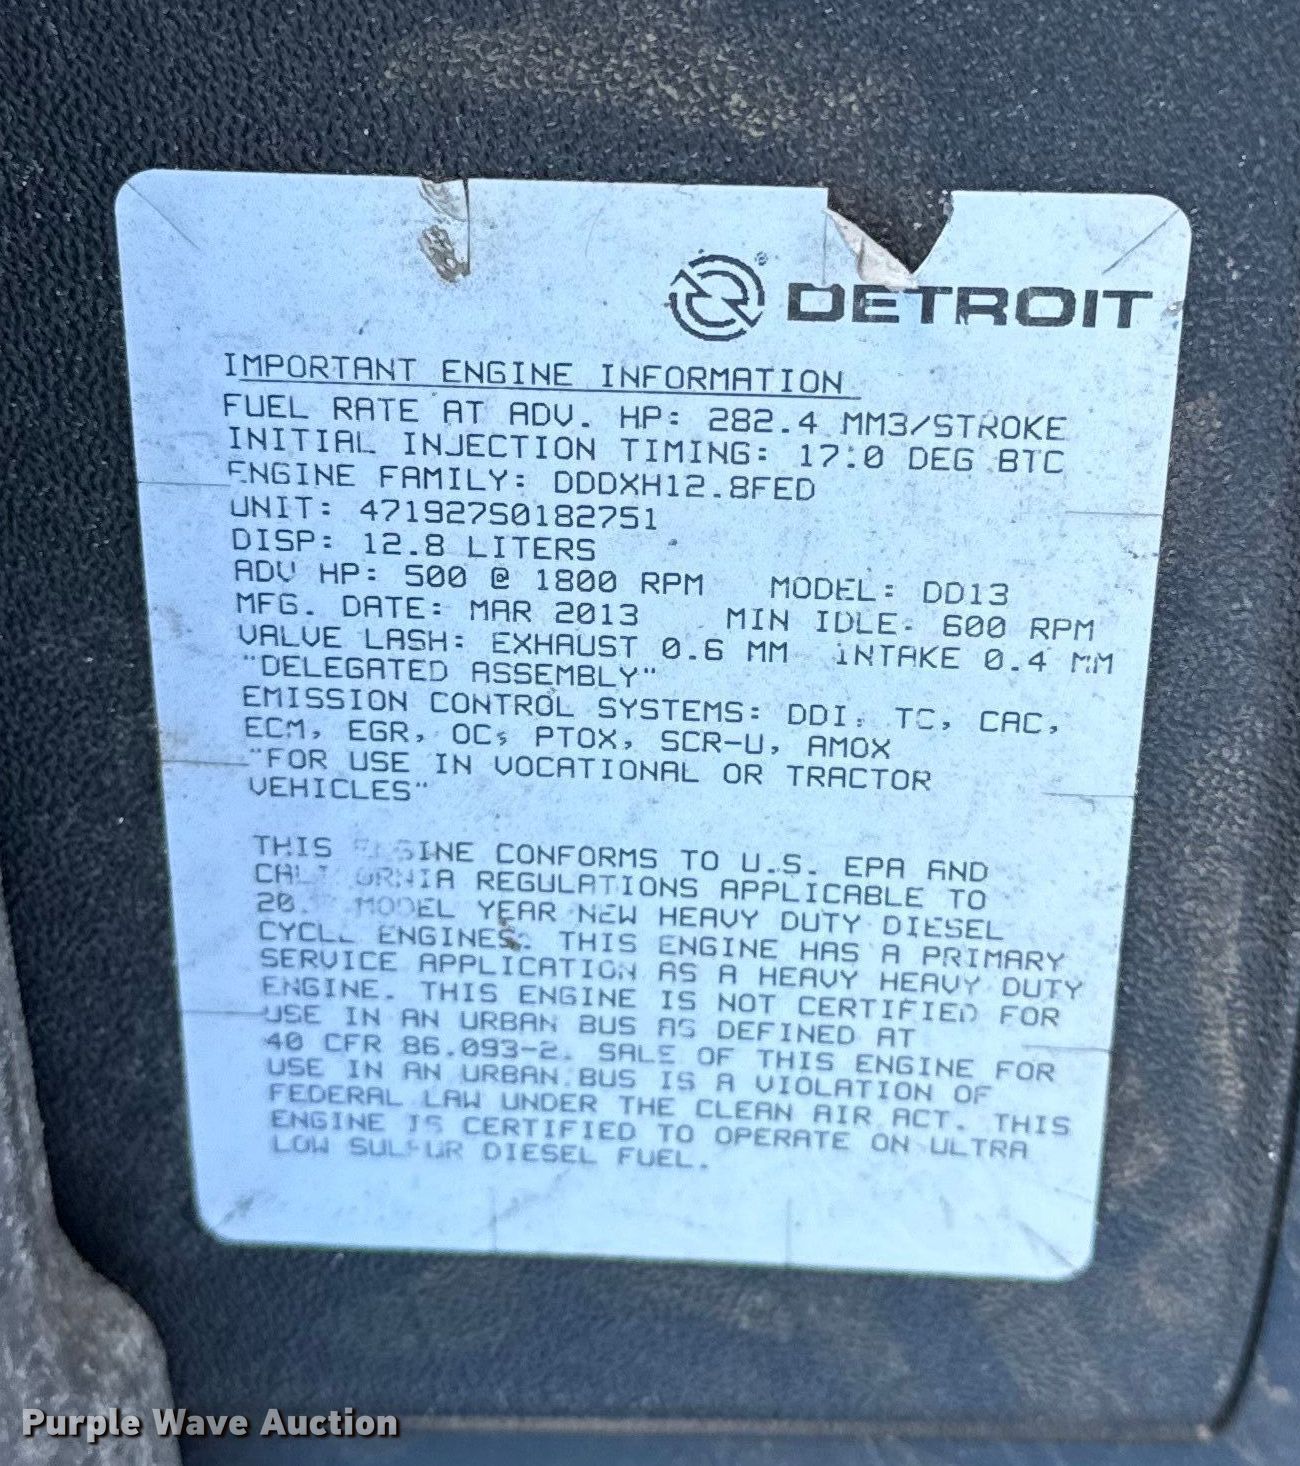 DETROIT
IMPORTANT ENGINE INFORMATION
FUEL RATE AT ADV. HP: 282.4 MM3/STROKE
INITIAL INJECTION TIMING: 17.0 DEG BTC
ENGINE FAMILY: DDDXH12.8FED
UNIT: 471927S0182751
DISP: 12.8 LITERS
ADV HP: 500 @ 1800 RPM MODEL: DD13
MFG. DATE: MAR 2013 MIN IDLE: 600 RPM
VALVE LASH: EXHAUST 0.6 MM INTAKE 0.4 MM
"DELEGATED ASSEMBLY"
EMISSION CONTROL SYSTEMS: DDI, TC, CAC,
ECM, EGR, OC, PTOX, SCR-U, AMOX
"FOR USE IN VOCATIONAL OR TRACTOR
VEHICLES"
THIS ENGINE CONFORMS TO U.S. EPA AND
CALIFORNIA REGULATIONS APPLICABLE TO
MODEL YEAR NEW HEAVY DUTY DIESEL
CYCLE ENGINES. THIS ENGINE HAS A PRIMARY
SERVICE APPLICATION AS A HEAVY HEAVY DUTY
ENGINE. THIS ENGINE IS NOT CERTIFIED FOR
USE IN AN URBAN BUS AS DEFINED AT
40 CFR 86.093-2. SALE OF THIS ENGINE FOR
USE IN AN URBAN BUS IS A VIOLATION OF
FEDERAL LAW UNDER THE CLEAN AIR ACT. THIS
ENGINE IS CERTIFIED TO OPERATE ON ULTRA
LOW SULFUR DIESEL FUEL.
Purple Wave Auction